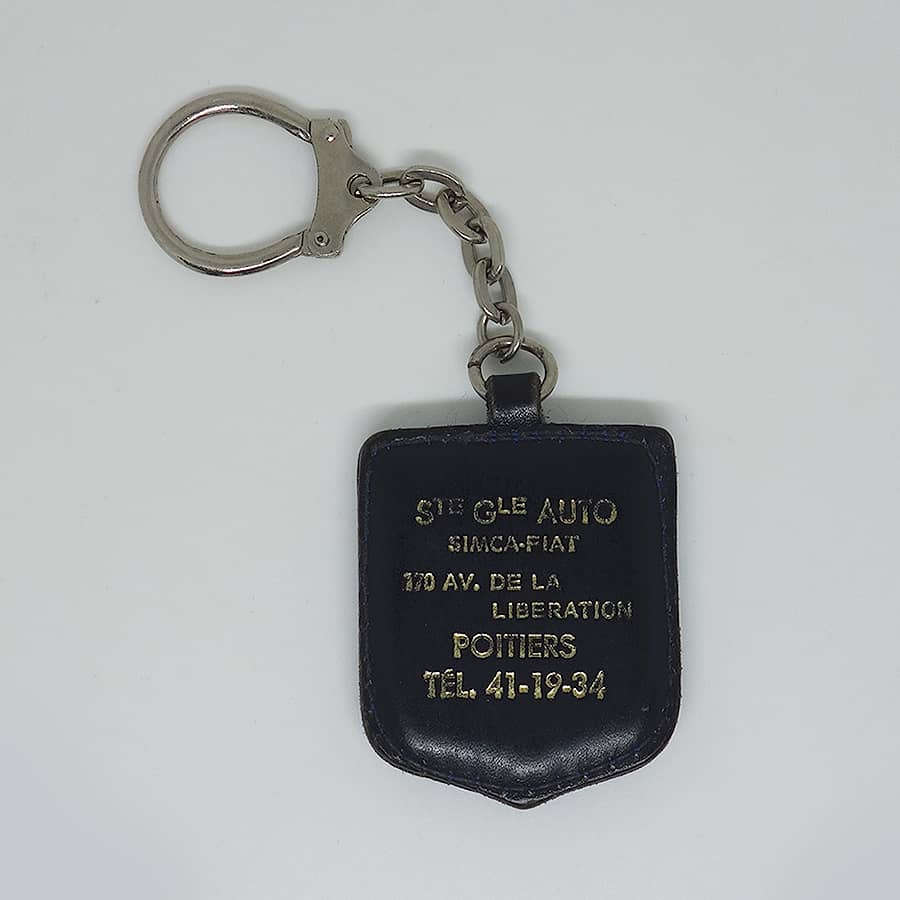 STE GLE AUTO
SIMCA-FIAT
170 AV. DE LA
LIBERATION
POITIERS
TÉL. 41-19-34